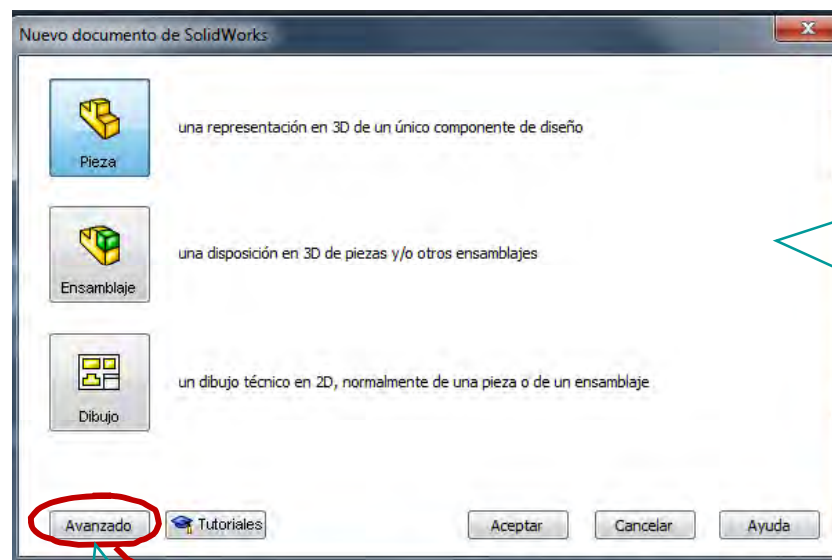 Nuevo documento de SolidWorks
Pieza
una representación en 3D de un único componente de diseño
Ensamblaje
una disposición en 3D de piezas y/o otros ensamblajes
Dibujo
un dibujo técnico en 2D, normalmente de una pieza o de un ensamblaje
Avanzado Tutoriales Aceptar Cancelar Ayuda